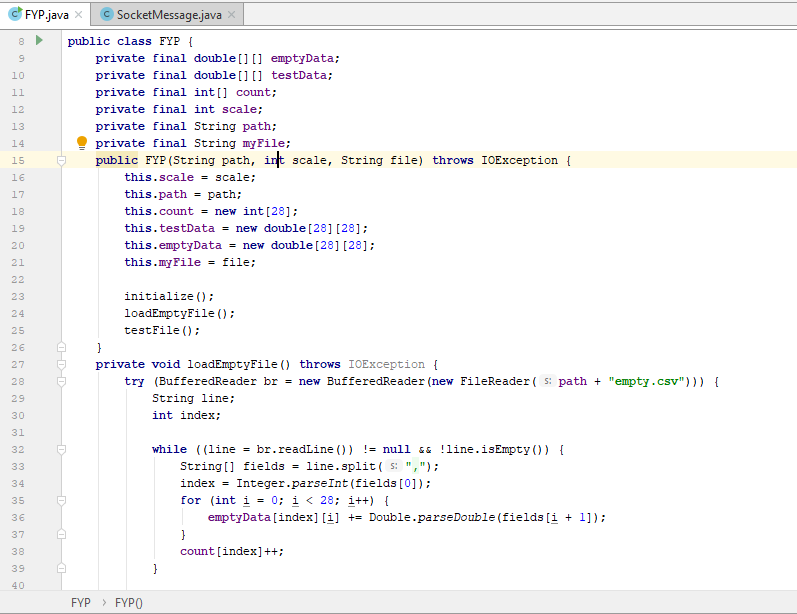 FYP.java SocketMessage.java
8 public class FYP {
9 private final double[][] emptyData;
10 private final double[][] testData;
11 private final int[] count;
12 private final int scale;
13 private final String path;
14 private final String myFile;
15 public FYP(String path, int scale, String file) throws IOException {
16 this.scale = scale;
17 this.path = path;
18 this.count = new int[28];
19 this.testData = new double[28][28];
20 this.emptyData = new double[28][28];
21 this.myFile = file;
22
23 initialize();
24 loadEmptyFile();
25 testFile();
26 }
27 private void loadEmptyFile() throws IOException {
28 try (BufferedReader br = new BufferedReader(new FileReader( s: path + "empty.csv"))) {
29 String line;
30 int index;
31
32 while ((line = br.readLine()) != null && !line.isEmpty()) {
33 String[] fields = line.split( s: ",");
34 index = Integer.parseInt(fields[0]);
35 for (int i = 0; i < 28; i++) {
36 emptyData[index][i] += Double.parseDouble(fields[i + 1]);
37 }
38 count[index]++;
39 }
40
FYP › FYP()